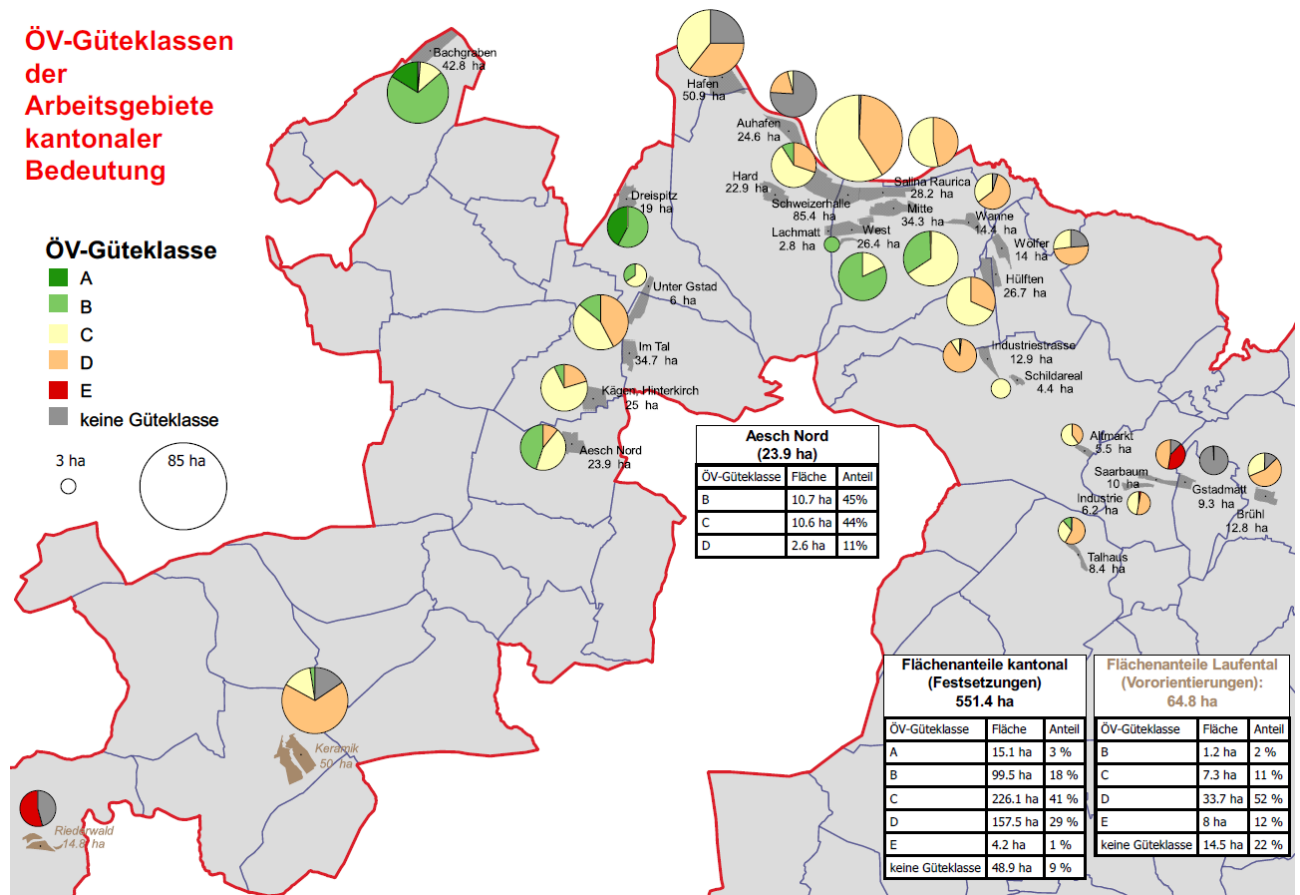 ÖV-Güteklassen
der
Arbeitsgebiete
kantonaler
Bedeutung
ÖV-Güteklasse
A
B
C
D
E
keine Güteklasse
3 ha
85 ha
Bachgraben
42.8 ha
Hafen
50.9 ha
Auhafen
24.6 ha
Hard
22.9 ha
Schweizerhalle
85.4 ha
Salina Raurica
28.2 ha
Mitte
34.3 ha
Wanne
14.4 ha
Lachmatt
2.8 ha
West
26.4 ha
Wölfer
14 ha
Hülften
26.7 ha
Dreispitz
19 ha
Unter Gstad
6 ha
Im Tal
34.7 ha
Kägen, Hinterkirch
25 ha
Aesch Nord
23.9 ha
Industriestrasse
12.9 ha
Schildareal
4.4 ha
Altmarkt
5.5 ha
Saarbaum
10 ha
Gstadmatt
9.3 ha
Industrie
6.2 ha
Brühl
12.8 ha
Talhaus
8.4 ha
Keramik
50 ha
Riederwald
14.8 ha
Aesch Nord
(23.9 ha)
ÖV-Güteklasse Fläche Anteil
B 10.7 ha 45%
C 10.6 ha 44%
D 2.6 ha 11%
Flächenanteile kantonal
(Festsetzungen)
551.4 ha
ÖV-Güteklasse Fläche Anteil
A 15.1 ha 3 %
B 99.5 ha 18 %
C 226.1 ha 41 %
D 157.5 ha 29 %
E 4.2 ha 1 %
keine Güteklasse 48.9 ha 9 %
Flächenanteile Laufental
(Vororientierungen):
64.8 ha
ÖV-Güteklasse Fläche Anteil
B 1.2 ha 2 %
C 7.3 ha 11 %
D 33.7 ha 52 %
E 8 ha 12 %
keine Güteklasse 14.5 ha 22 %